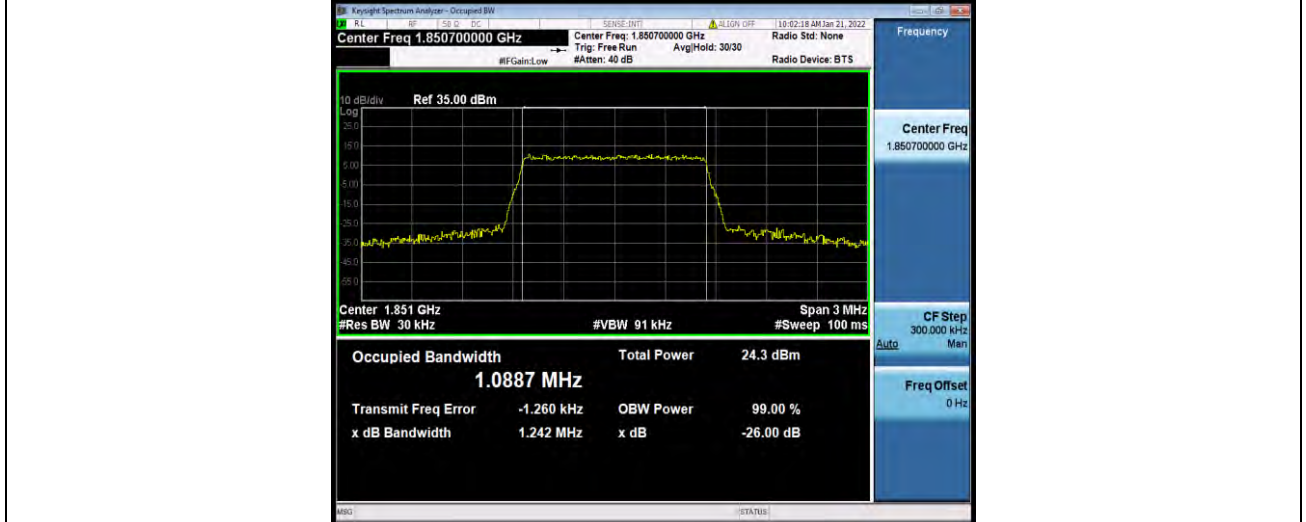 Keysight Spectrum Analyzer - Occupied BW
RL RF 50 Ω DC SENSE:INT ALIGN OFF 10:02:18 AM Jan 21, 2022
Center Freq 1.850700000 GHz
Center Freq: 1.850700000 GHz
Radio Std: None
Trig: Free Run Avg|Hold: 30/30
#IFGain:Low #Atten: 40 dB Radio Device: BTS
10 dB/div Ref 35.00 dBm
Log
25.0
15.0
5.00
-5.00
-15.0
-25.0
-35.0
-45.0
-55.0
Center 1.851 GHz Span 3 MHz
#Res BW 30 kHz #VBW 91 kHz #Sweep 100 ms
Occupied Bandwidth Total Power 24.3 dBm
1.0887 MHz
Transmit Freq Error -1.260 kHz OBW Power 99.00 %
x dB Bandwidth 1.242 MHz x dB -26.00 dB
MSG STATUS
Frequency
Center Freq
1.850700000 GHz
CF Step
300.000 kHz
Auto Man
Freq Offset
0 Hz